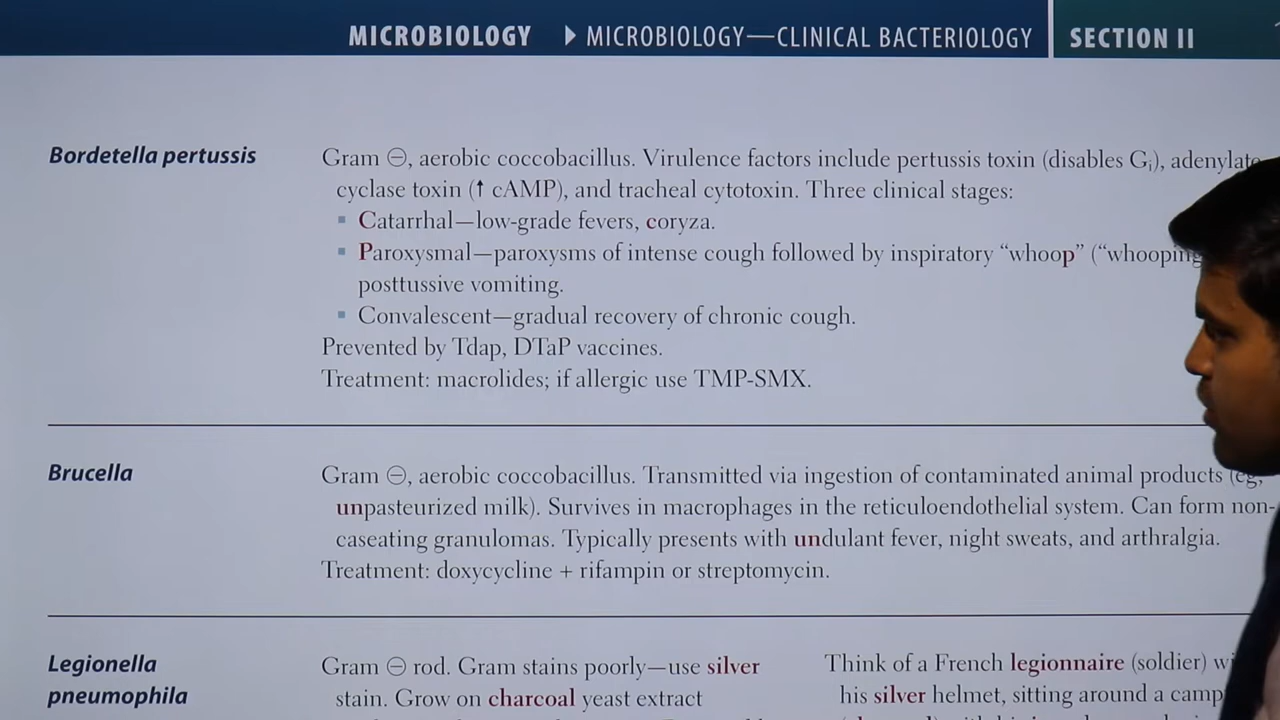 MICROBIOLOGY ▶ MICROBIOLOGY—CLINICAL BACTERIOLOGY SECTION II
Bordetella pertussis
Gram ⊖, aerobic coccobacillus. Virulence factors include pertussis toxin (disables Gᵢ), adenylate
cyclase toxin (↑ cAMP), and tracheal cytotoxin. Three clinical stages:
▪ Catarrhal—low-grade fevers, coryza.
▪ Paroxysmal—paroxysms of intense cough followed by inspiratory “whoop” (“whooping
posttussive vomiting.
▪ Convalescent—gradual recovery of chronic cough.
Prevented by Tdap, DTaP vaccines.
Treatment: macrolides; if allergic use TMP-SMX.
Brucella
Gram ⊖, aerobic coccobacillus. Transmitted via ingestion of contaminated animal products (eg,
unpasteurized milk). Survives in macrophages in the reticuloendothelial system. Can form non-
caseating granulomas. Typically presents with undulant fever, night sweats, and arthralgia.
Treatment: doxycycline + rifampin or streptomycin.
Legionella
pneumophila
Gram ⊖ rod. Gram stains poorly—use silver
stain. Grow on charcoal yeast extract
Think of a French legionnaire (soldier)
his silver helmet, sitting around a